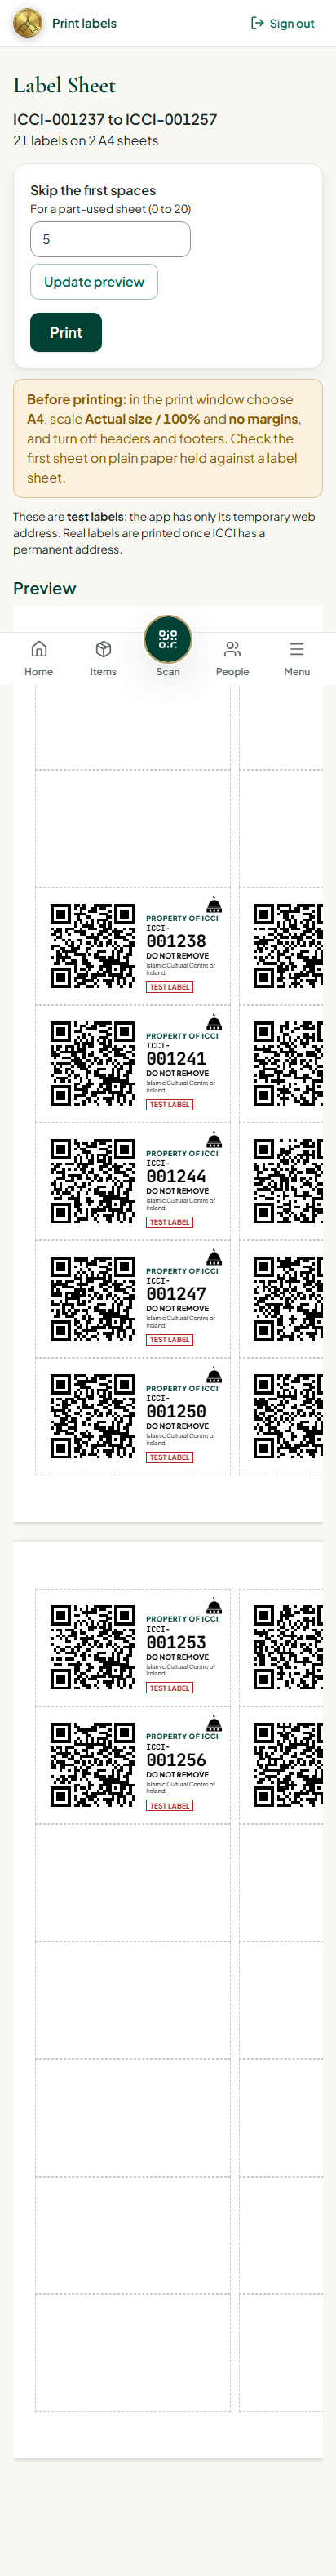 Print labels
Sign out
Label Sheet
ICCI-001237 to ICCI-001257
21 labels on 2 A4 sheets
Skip the first spaces
For a part-used sheet (0 to 20)
5
Update preview
Print
Before printing: in the print window choose
A4, scale Actual size / 100% and no margins,
and turn off headers and footers. Check the
first sheet on plain paper held against a label
sheet.
These are test labels: the app has only its temporary web
address. Real labels are printed once ICCI has a
permanent address.
Preview
Home
Items
Scan
People
Menu
PROPERTY OF ICCI
ICCI-
001238
DO NOT REMOVE
Islamic Cultural Centre of
Ireland
TEST LABEL
PROPERTY OF ICCI
ICCI-
001241
DO NOT REMOVE
Islamic Cultural Centre of
Ireland
TEST LABEL
PROPERTY OF ICCI
ICCI-
001244
DO NOT REMOVE
Islamic Cultural Centre of
Ireland
TEST LABEL
PROPERTY OF ICCI
ICCI-
001247
DO NOT REMOVE
Islamic Cultural Centre of
Ireland
TEST LABEL
PROPERTY OF ICCI
ICCI-
001250
DO NOT REMOVE
Islamic Cultural Centre of
Ireland
TEST LABEL
PROPERTY OF ICCI
ICCI-
001253
DO NOT REMOVE
Islamic Cultural Centre of
Ireland
TEST LABEL
PROPERTY OF ICCI
ICCI-
001256
DO NOT REMOVE
Islamic Cultural Centre of
Ireland
TEST LABEL